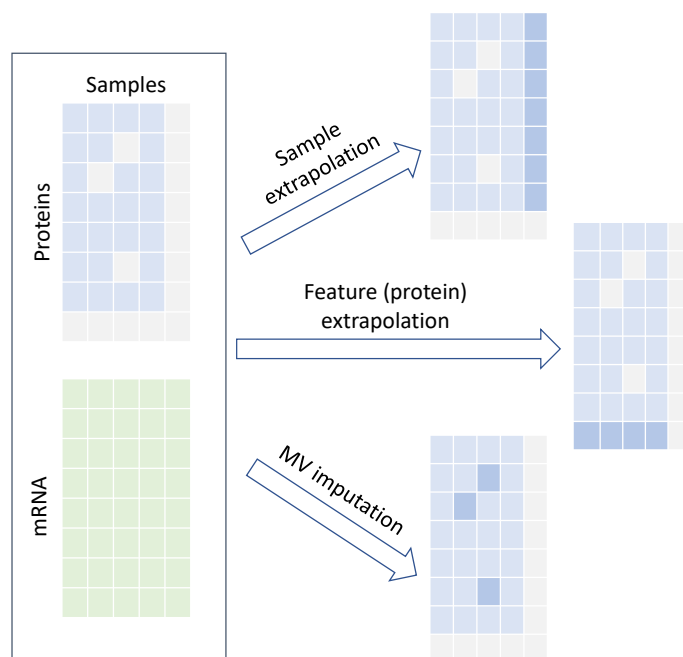 Samples
Proteins
mRNA
Sample
extrapolation
Feature (protein)
extrapolation
MV imputation